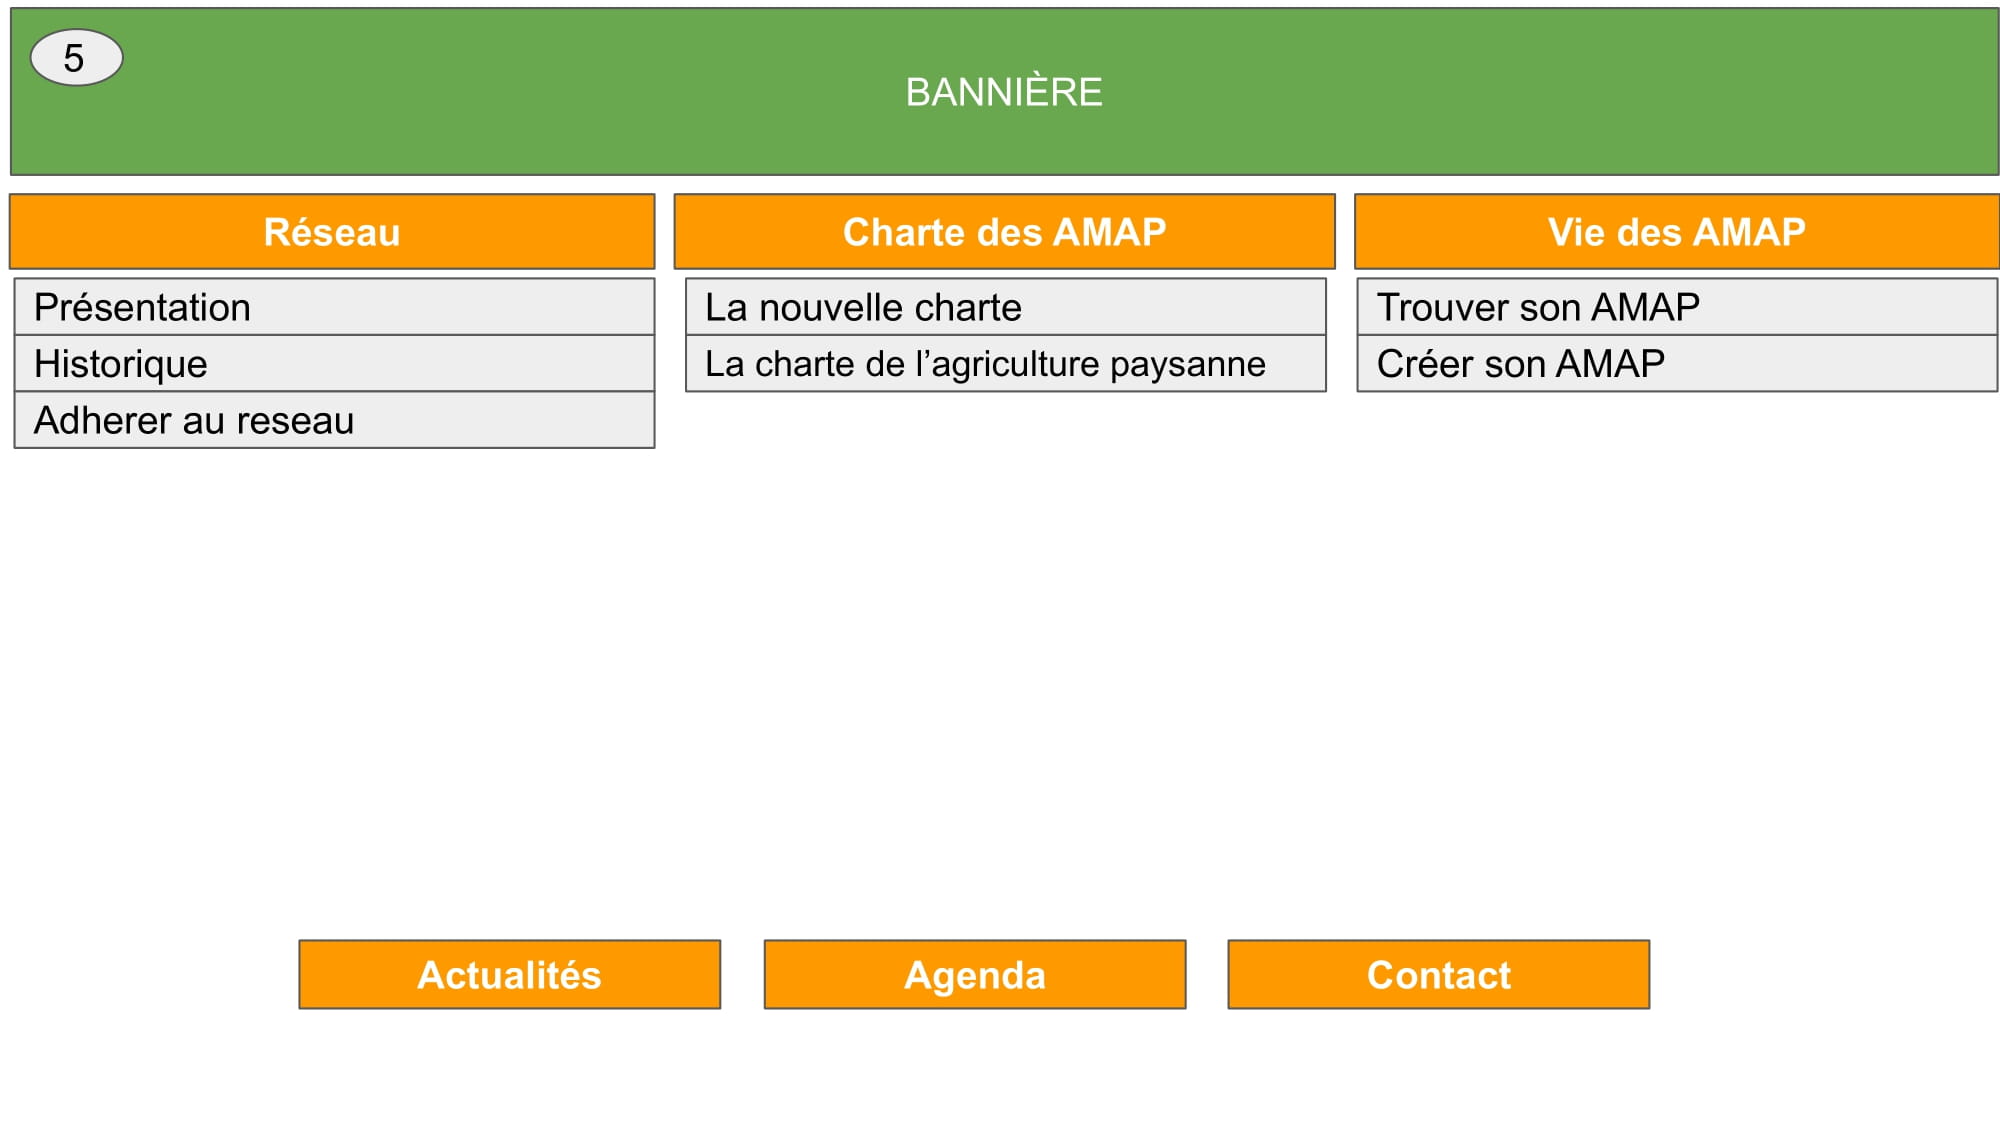 5
BANNIÈRE
Réseau
Charte des AMAP
Vie des AMAP
Présentation
Historique
Adherer au reseau
La nouvelle charte
La charte de l’agriculture paysanne
Trouver son AMAP
Créer son AMAP
Actualités
Agenda
Contact